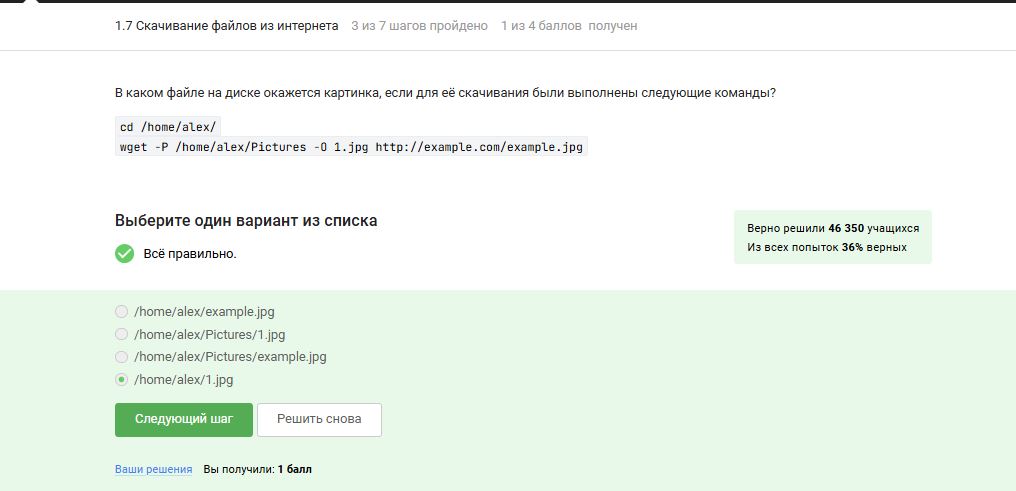 1.7 Скачивание файлов из интернета 3 из 7 шагов пройдено 1 из 4 баллов получен
В каком файле на диске окажется картинка, если для её скачивания были выполнены следующие команды?
cd /home/alex/
wget -P /home/alex/Pictures -O 1.jpg http://example.com/example.jpg
Выберите один вариант из списка
Верно решили 46 350 учащихся
Из всех попыток 36% верных
Всё правильно.
/home/alex/example.jpg
/home/alex/Pictures/1.jpg
/home/alex/Pictures/example.jpg
/home/alex/1.jpg
Следующий шаг Решить снова
Ваши решения Вы получили: 1 балл